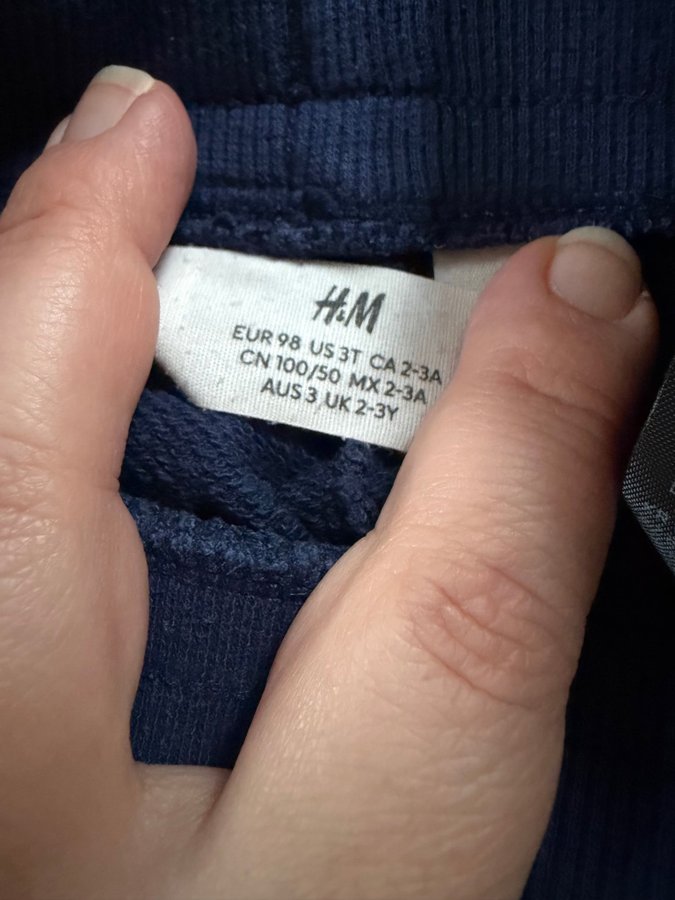 H&M
EUR 98 US 3T CA 2-3A
CN 100/50 MX 2-3A
AUS 3 UK 2-3Y